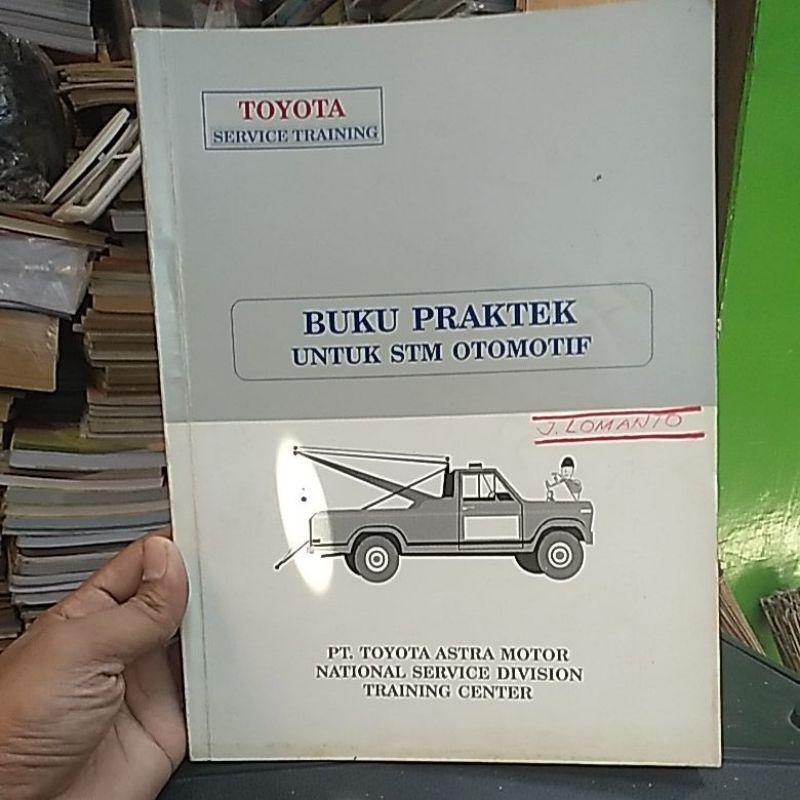 TOYOTA
SERVICE TRAINING
BUKU PRAKTEK
UNTUK STM OTOMOTIF
J. LOMANTO
PT. TOYOTA ASTRA MOTOR
NATIONAL SERVICE DIVISION
TRAINING CENTER